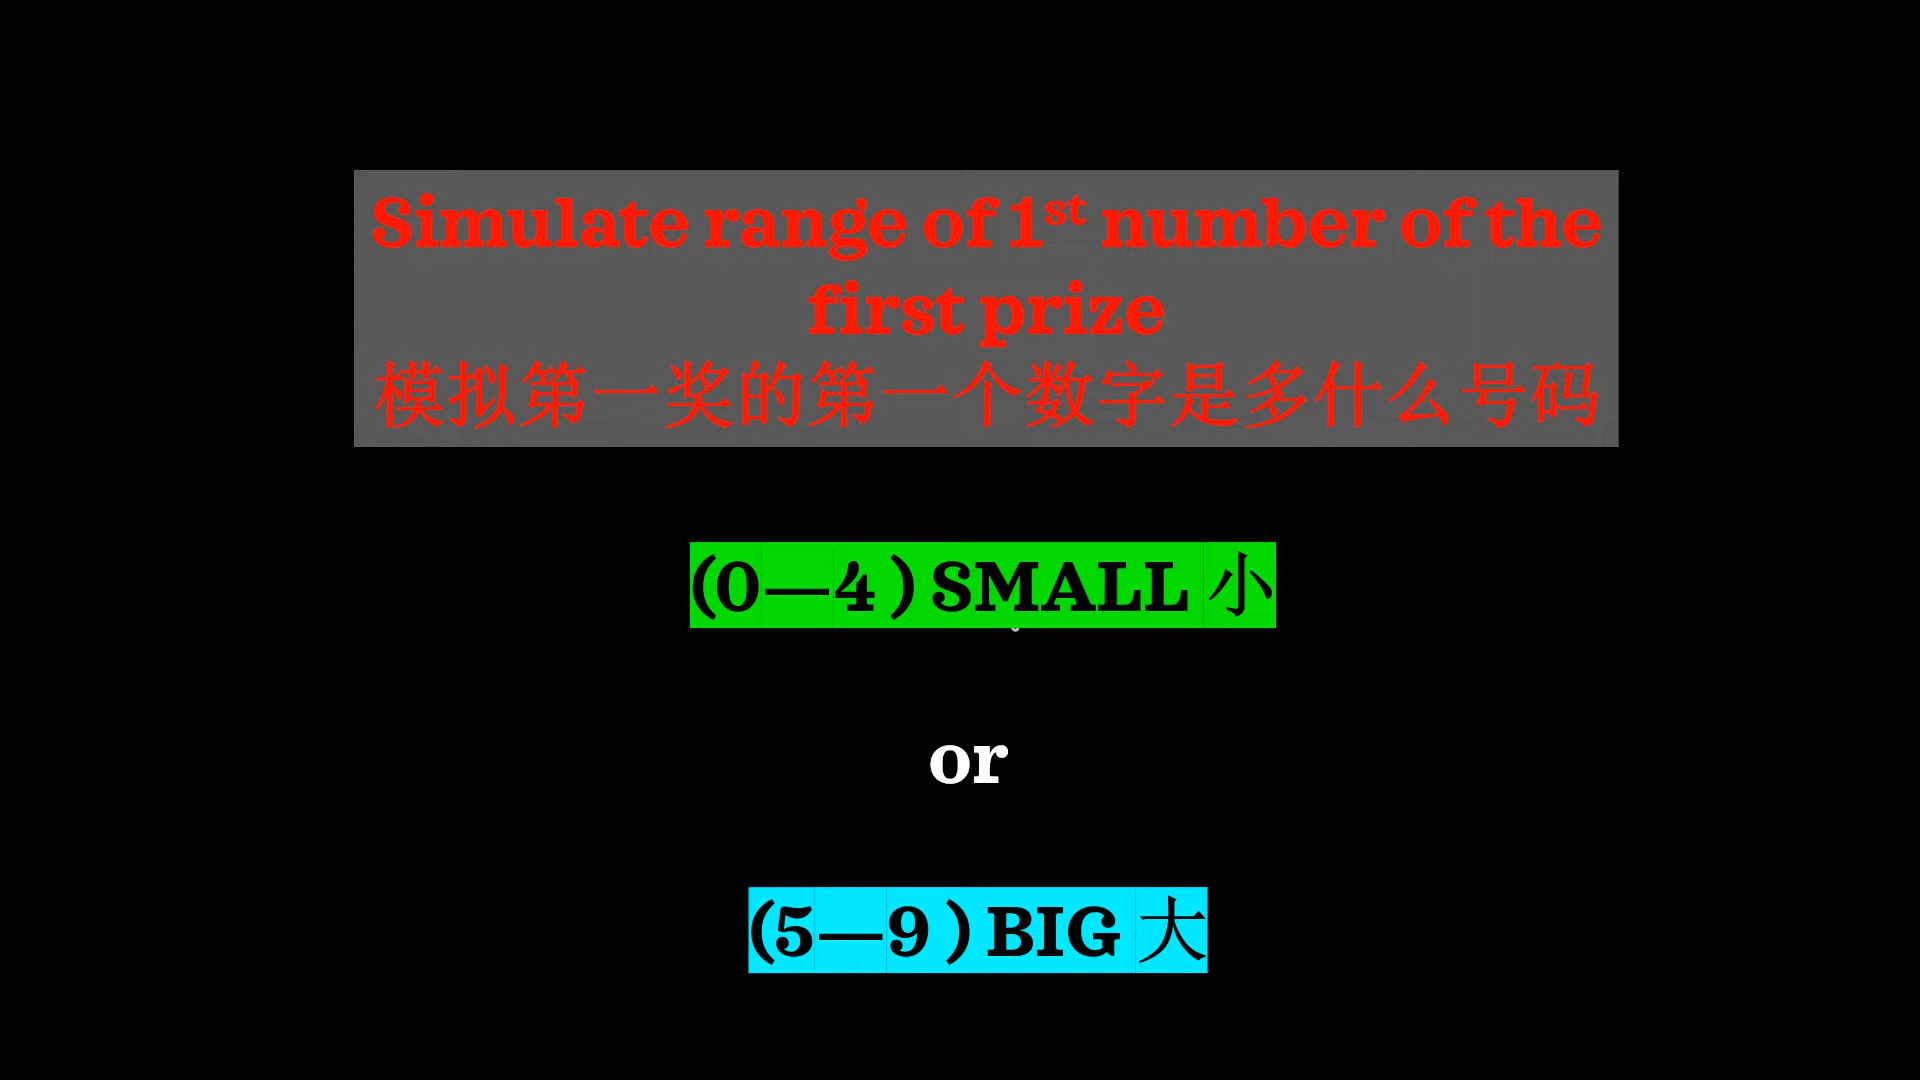 Simulate range of 1st number of the
first prize
模拟第一奖的第一个数字是多什么号码
(0—4 ) SMALL 小
or
(5—9 ) BIG 大